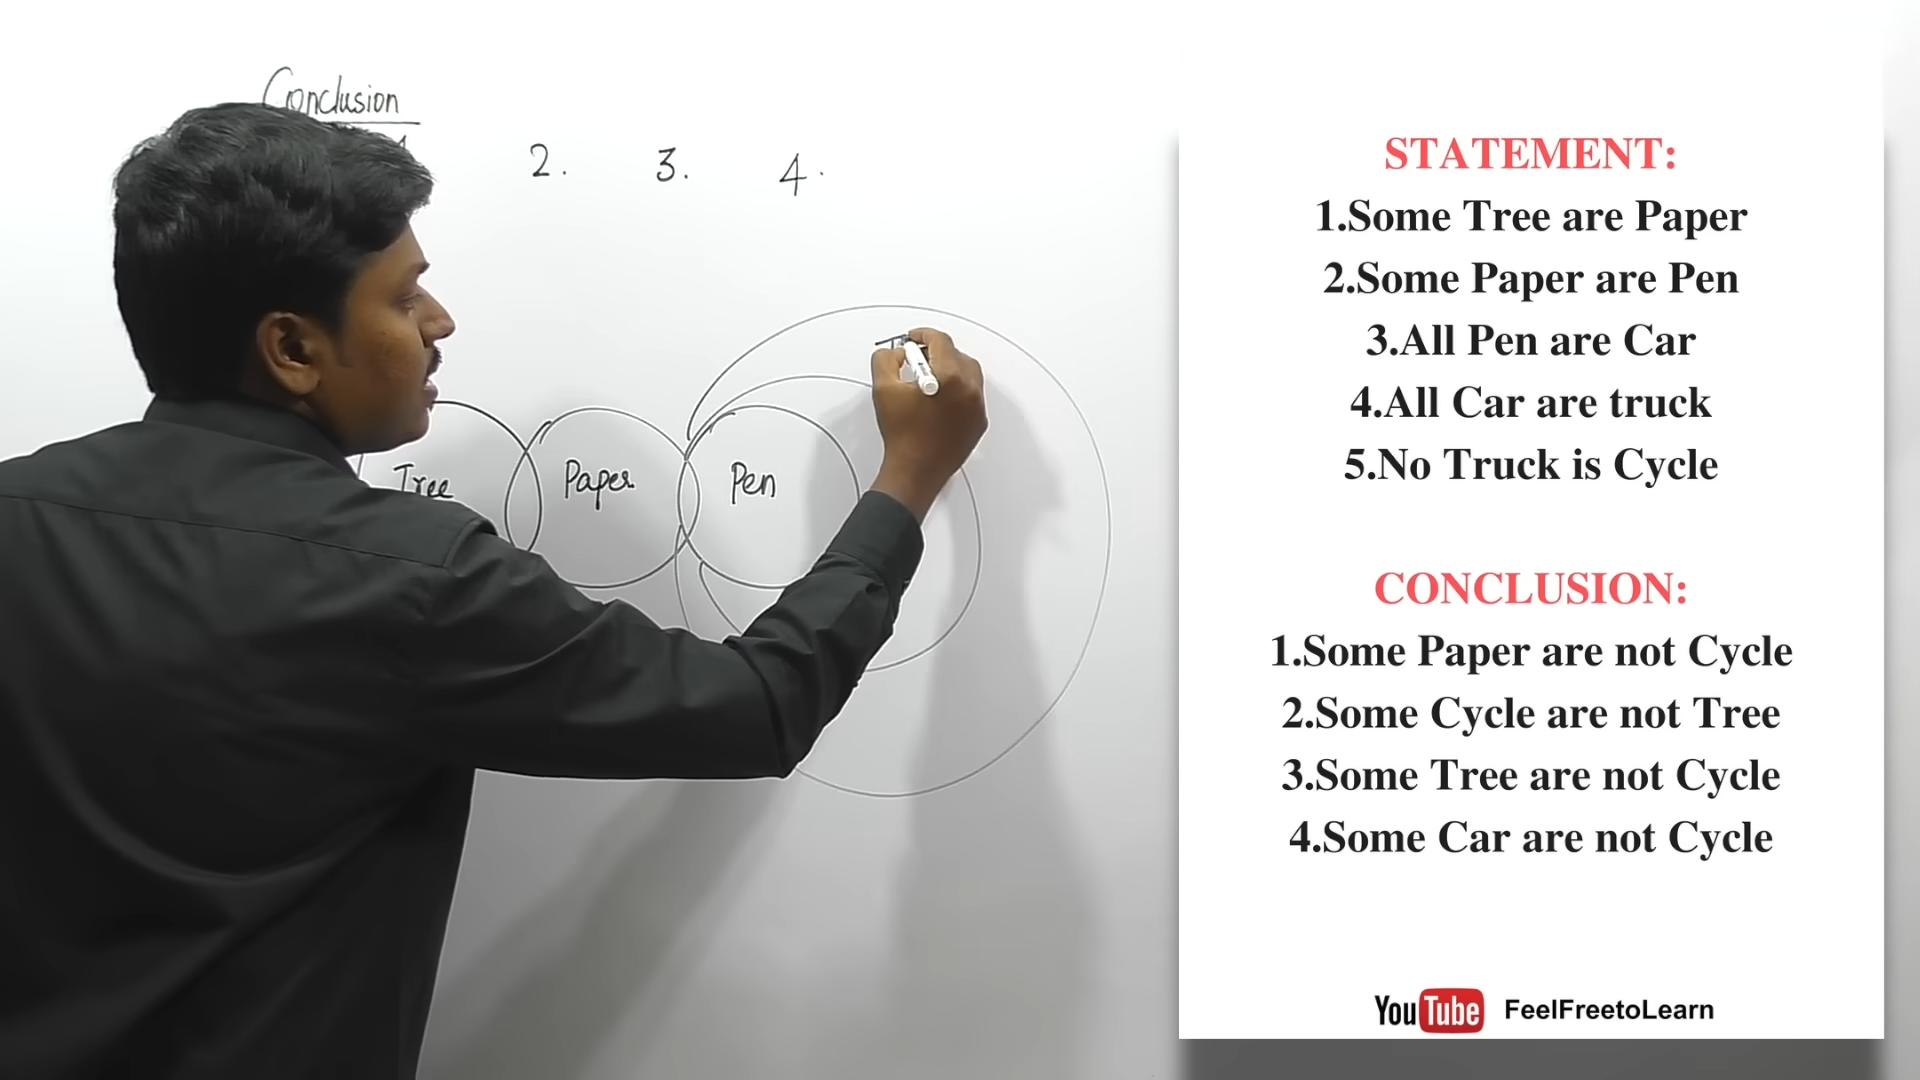 Conclusion
2. 3. 4.
Tree Paper Pen
STATEMENT:
1.Some Tree are Paper
2.Some Paper are Pen
3.All Pen are Car
4.All Car are truck
5.No Truck is Cycle
CONCLUSION:
1.Some Paper are not Cycle
2.Some Cycle are not Tree
3.Some Tree are not Cycle
4.Some Car are not Cycle
YouTube FeelFreetoLearn